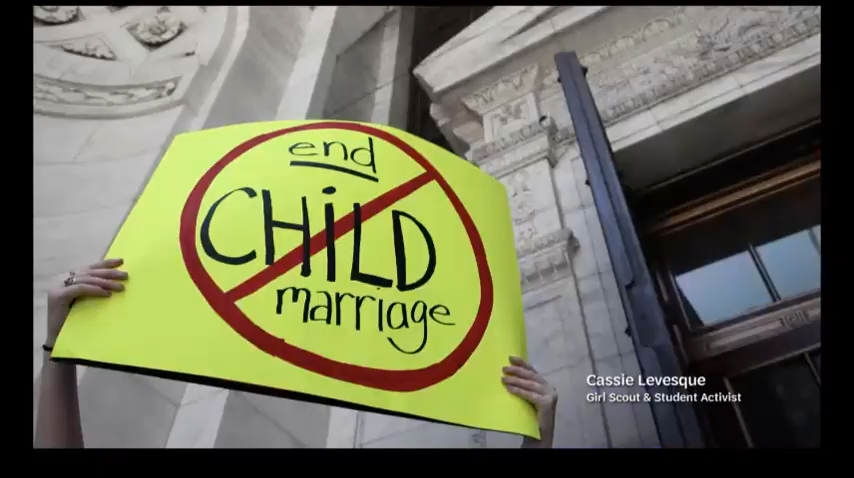 end
CHiLD
marriage
Cassie Levesque
Girl Scout & Student Activist